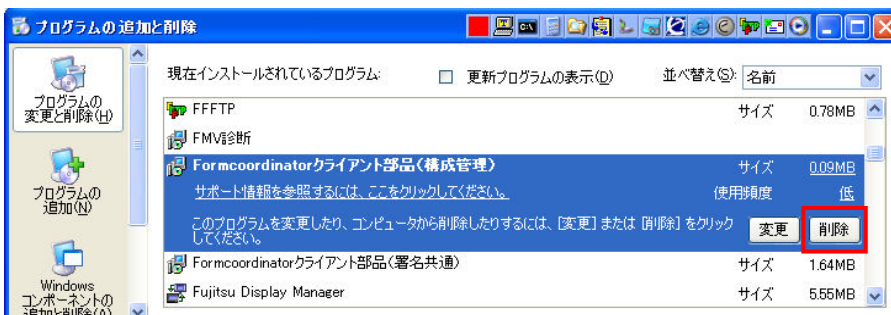 プログラムの追加と削除
プログラムの
変更と削除(H)
プログラムの
追加(N)
Windows
コンポーネントの
追加と削除(A)
現在インストールされているプログラム:
更新プログラムの表示(D)
並べ替え(S): 名前
FFFTP サイズ 0.78MB
FMV診断
Formcoordinatorクライアント部品(構成管理) サイズ 0.09MB
サポート情報を参照するには、ここをクリックしてください。 使用頻度 低
このプログラムを変更したり、コンピュータから削除したりするには、[変更] または [削除] をクリック
してください。
変更 削除
Formcoordinatorクライアント部品(署名共通) サイズ 1.64MB
Fujitsu Display Manager サイズ 5.55MB